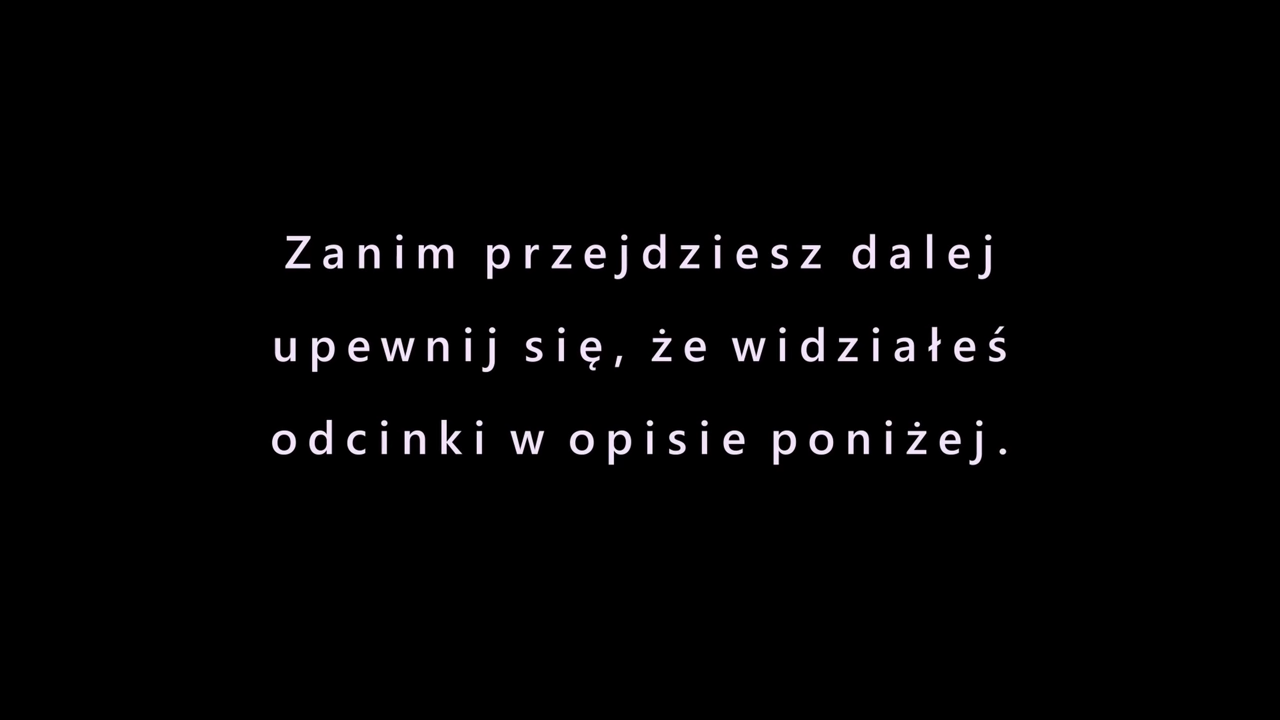 Zanim przejdziesz dalej
upewnij się, że widziałeś
odcinki w opisie poniżej.